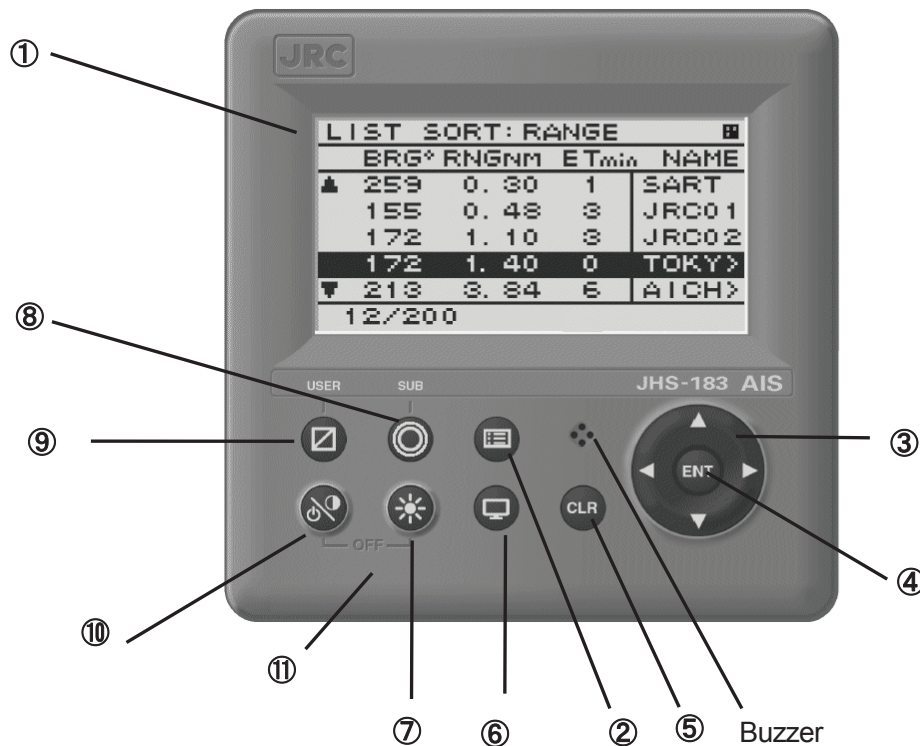 ①
JRC
LIST SORT:RANGE
BRG° RNGNM ETmin NAME
▲ 259 0.30 1 SART
155 0.48 3 JRC01
172 1.10 3 JRC02
172 1.40 0 TOKY>
▼ 213 3.84 6 AICH>
12/200
⑧
USER SUB JHS-183 AIS
⑨
③
ENT
CLR
OFF
④
⑩
⑪
⑦ ⑥ ② ⑤ Buzzer